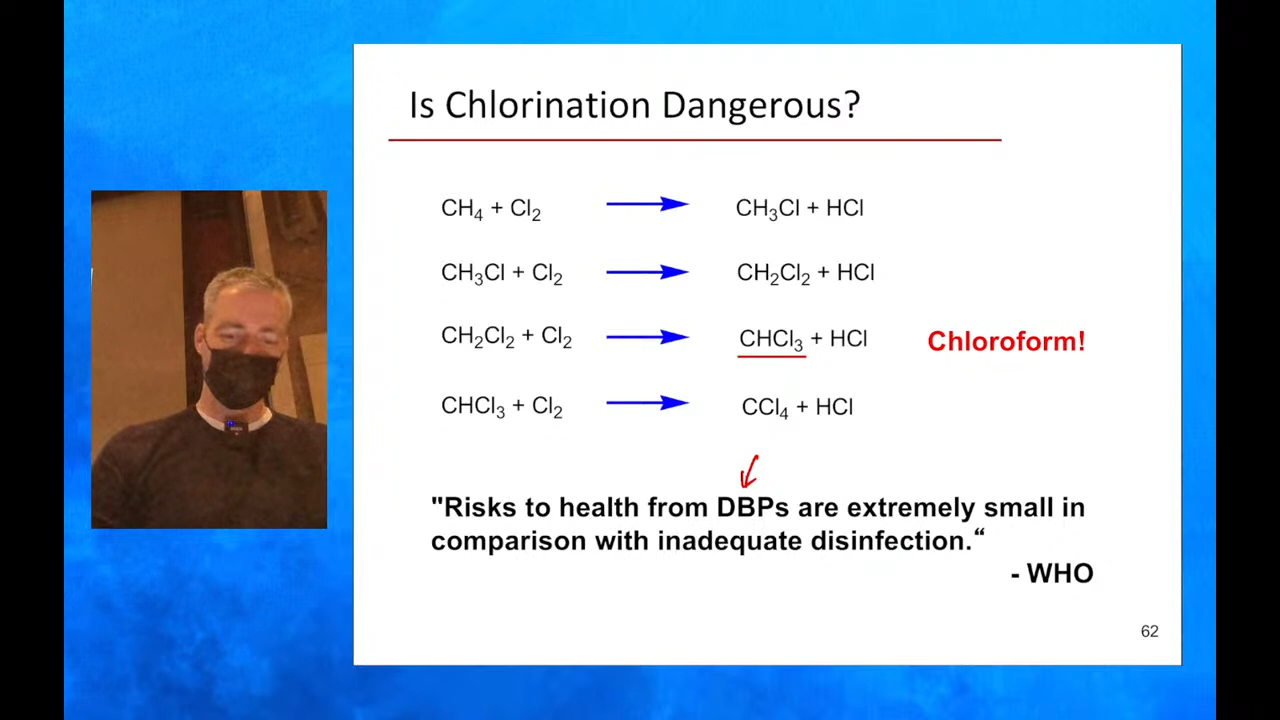 Is Chlorination Dangerous?
CH₄ + Cl₂ → CH₃Cl + HCl
CH₃Cl + Cl₂ → CH₂Cl₂ + HCl
CH₂Cl₂ + Cl₂ → CHCl₃ + HCl Chloroform!
CHCl₃ + Cl₂ → CCl₄ + HCl
"Risks to health from DBPs are extremely small in
comparison with inadequate disinfection.“
- WHO
62